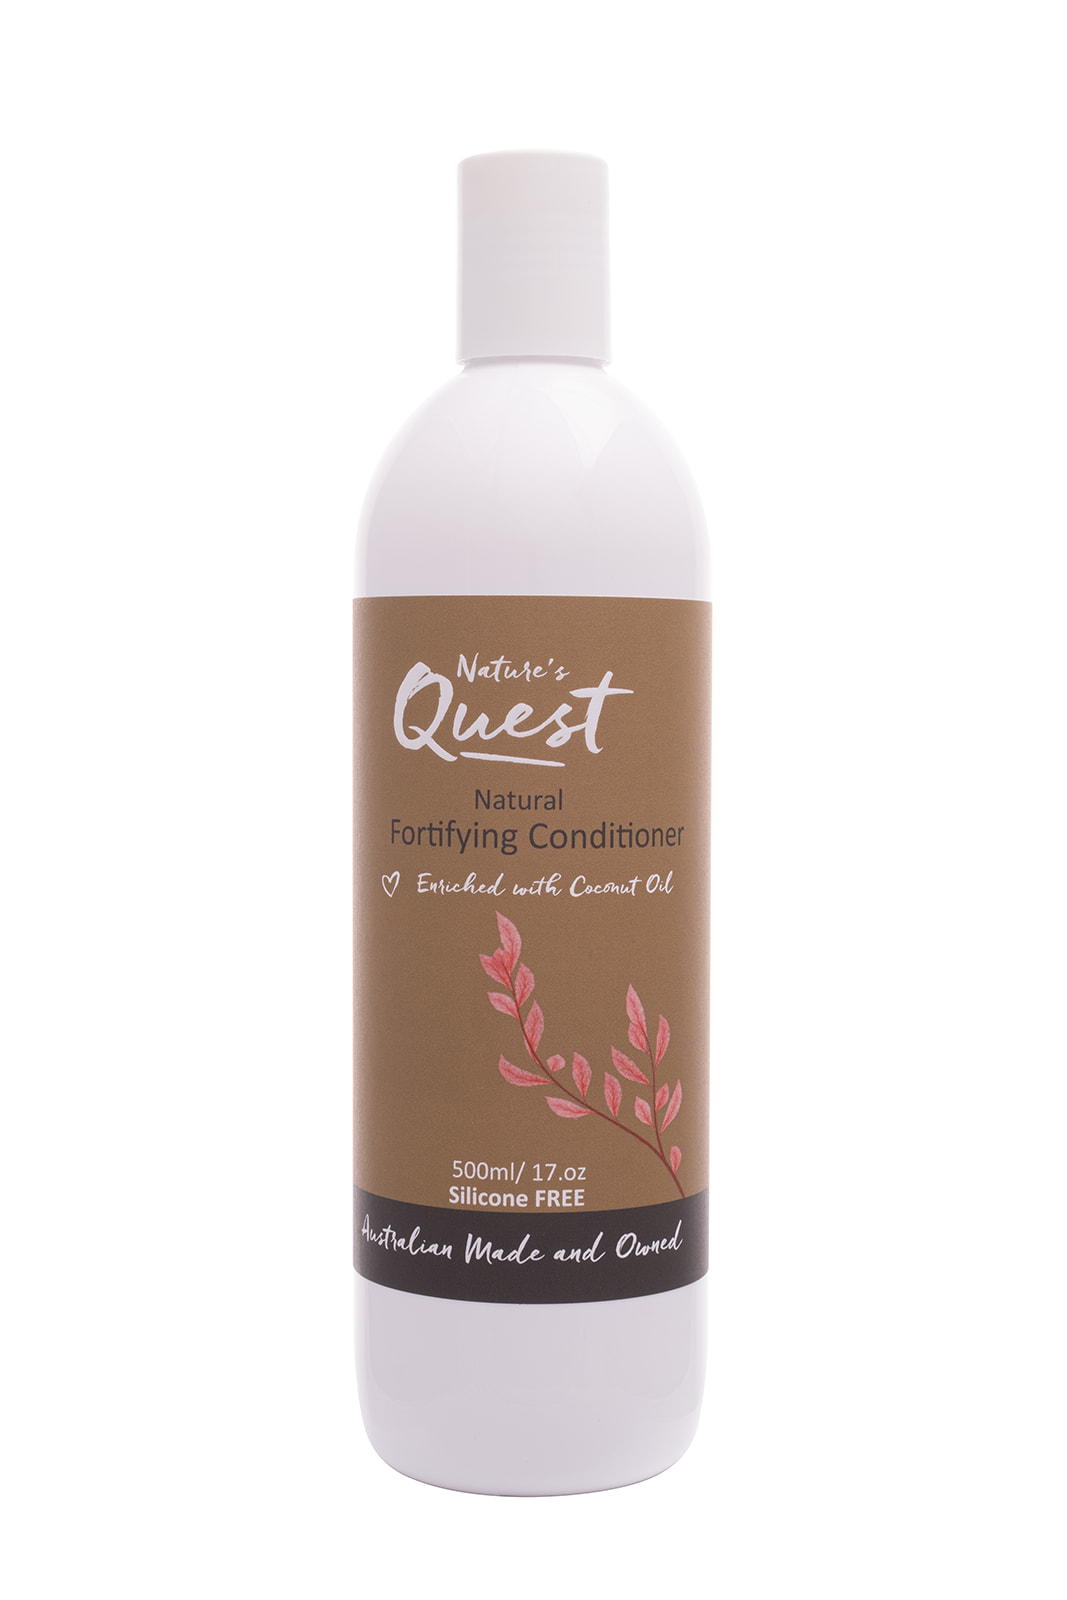 Nature's
Quest
Natural
Fortifying Conditioner
Enriched with Coconut Oil
500ml/ 17.oz
Silicone FREE
Australian Made and Owned